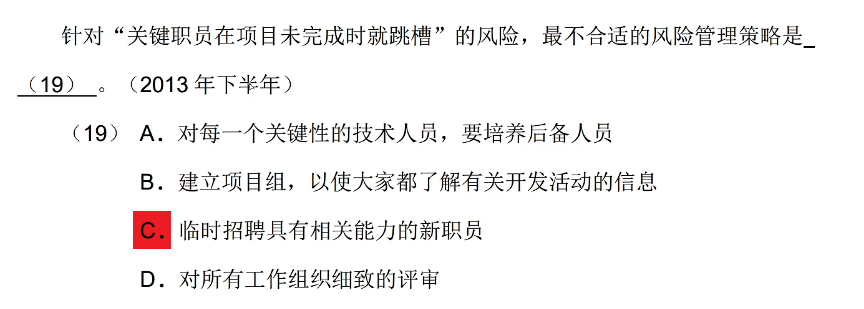 针对“关键职员在项目未完成时就跳槽”的风险，最不合适的风险管理策略是_
（19） 。（2013 年下半年）
（19） A．对每一个关键性的技术人员，要培养后备人员
B．建立项目组，以使大家都了解有关开发活动的信息
C．临时招聘具有相关能力的新职员
D．对所有工作组织细致的评审